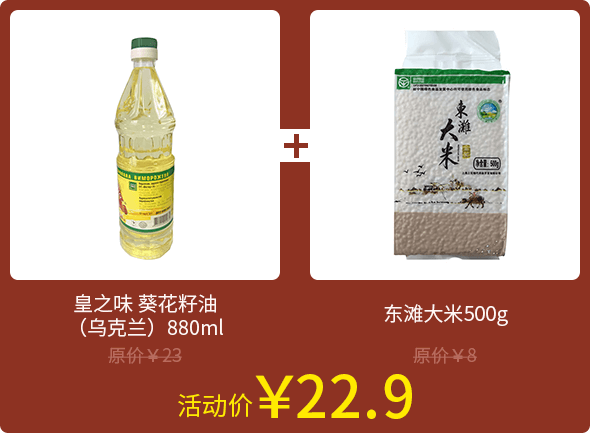 東灘
大米
500g
+
皇之味 葵花籽油
（乌克兰）880ml
原价￥23
东滩大米500g
原价￥8
活动价￥22.9